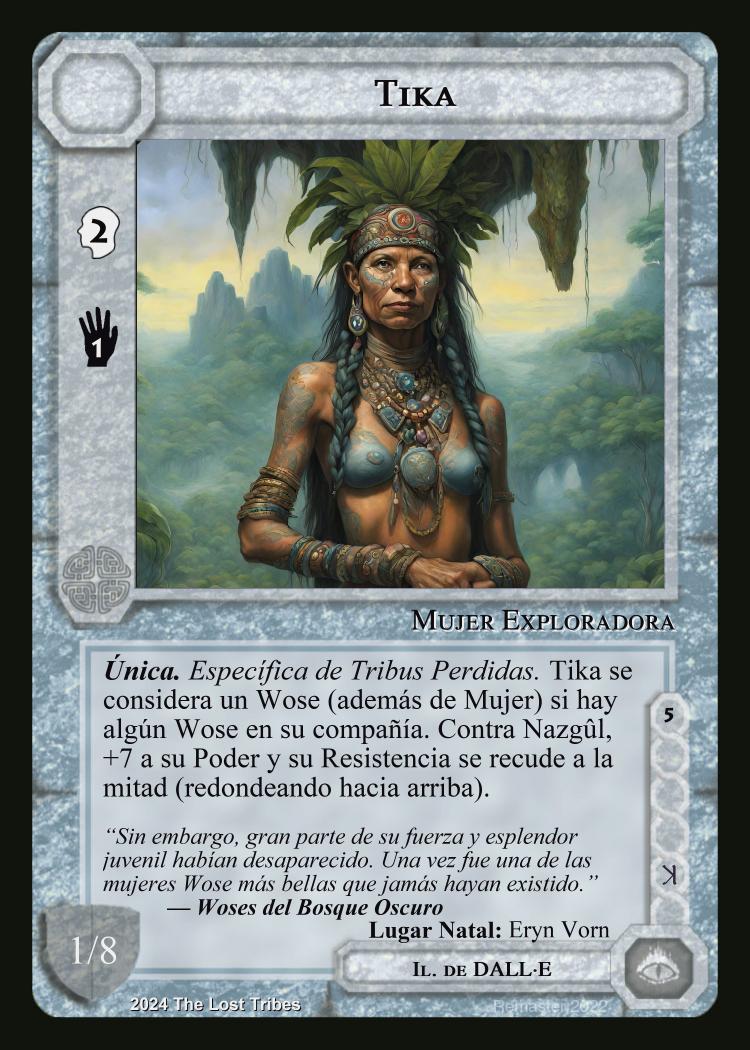 Tika
2
1
Mujer Exploradora
Única. Específica de Tribus Perdidas. Tika se
considera un Wose (además de Mujer) si hay
algún Wose en su compañía. Contra Nazgûl,
+7 a su Poder y su Resistencia se recude a la
mitad (redondeando hacia arriba).
5
“Sin embargo, gran parte de su fuerza y esplendor
juvenil habían desaparecido. Una vez fue una de las
mujeres Wose más bellas que jamás hayan existido.”
— Woses del Bosque Oscuro
Lugar Natal: Eryn Vorn
1/8
Il. de DALL·E
2024 The Lost Tribes
Remaster 2022